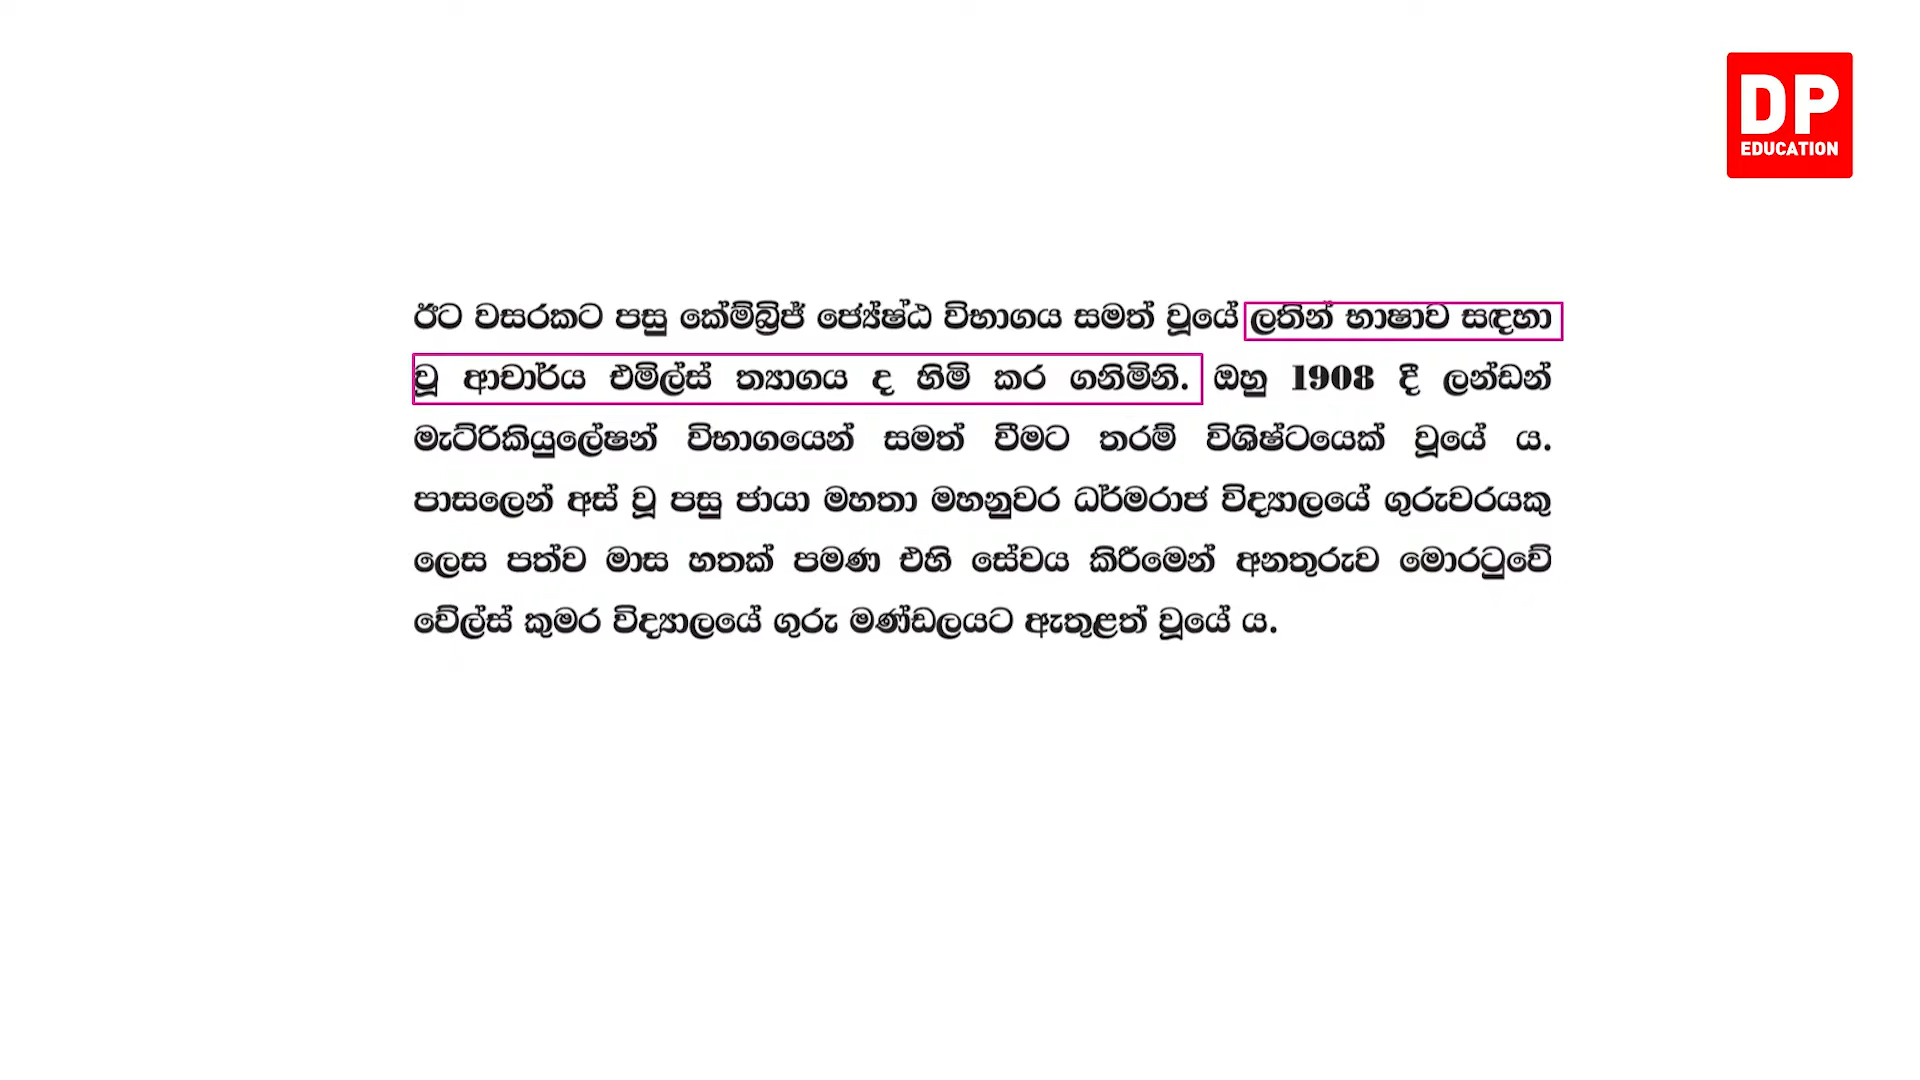 DP
EDUCATION
ඊට වසරකට පසු කේම්බ්‍රිජ් ජ්‍යේෂ්ඨ විභාගය සමත් වූයේ ලතින් භාෂාව සඳහා
වූ ආචාර්ය එමිල්ස් ත්‍යාගය ද හිමි කර ගනිමිනි. ඔහු 1908 දී ලන්ඩන්
මැට්රිකියුලේෂන් විභාගයෙන් සමත් වීමට තරම් විශිෂ්ටයෙක් වූයේ ය.
පාසලෙන් අස් වූ පසු ජායා මහතා මහනුවර ධර්මරාජ විද්‍යාලයේ ගුරුවරයකු
ලෙස පත්ව මාස හතක් පමණ එහි සේවය කිරීමෙන් අනතුරුව මොරටුවේ
වේල්ස් කුමර විද්‍යාලයේ ගුරු මණ්ඩලයට ඇතුළත් වූයේ ය.